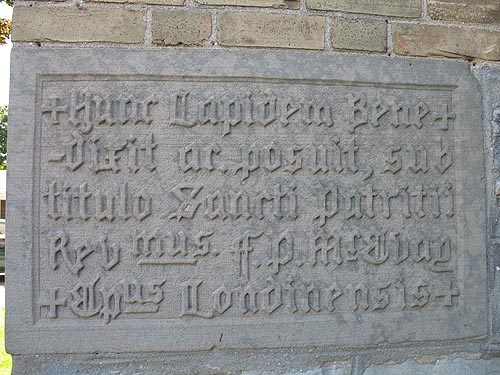 +Hunc Lapidem Bene+
-dixit ac. posuit, sub
titulo Sancti Patritii
Rev mus. F.P. McEvay
+Epus Londinensis+